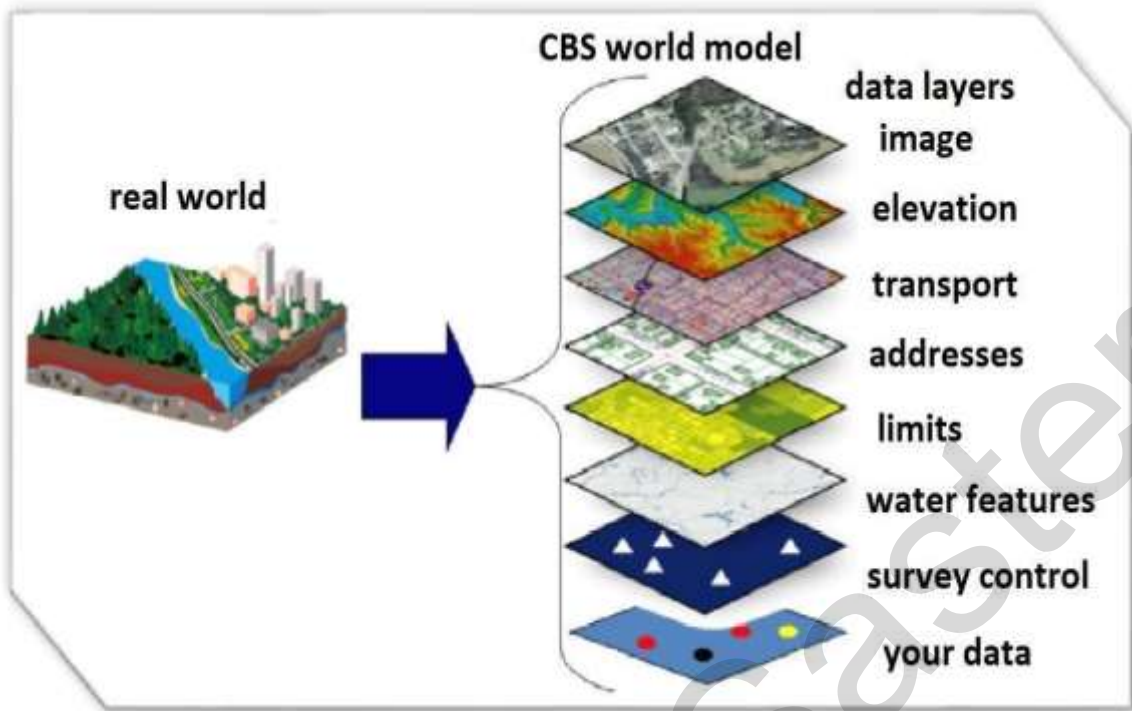 CBS world model
data layers
image
real world
elevation
transport
addresses
limits
water features
survey control
your data